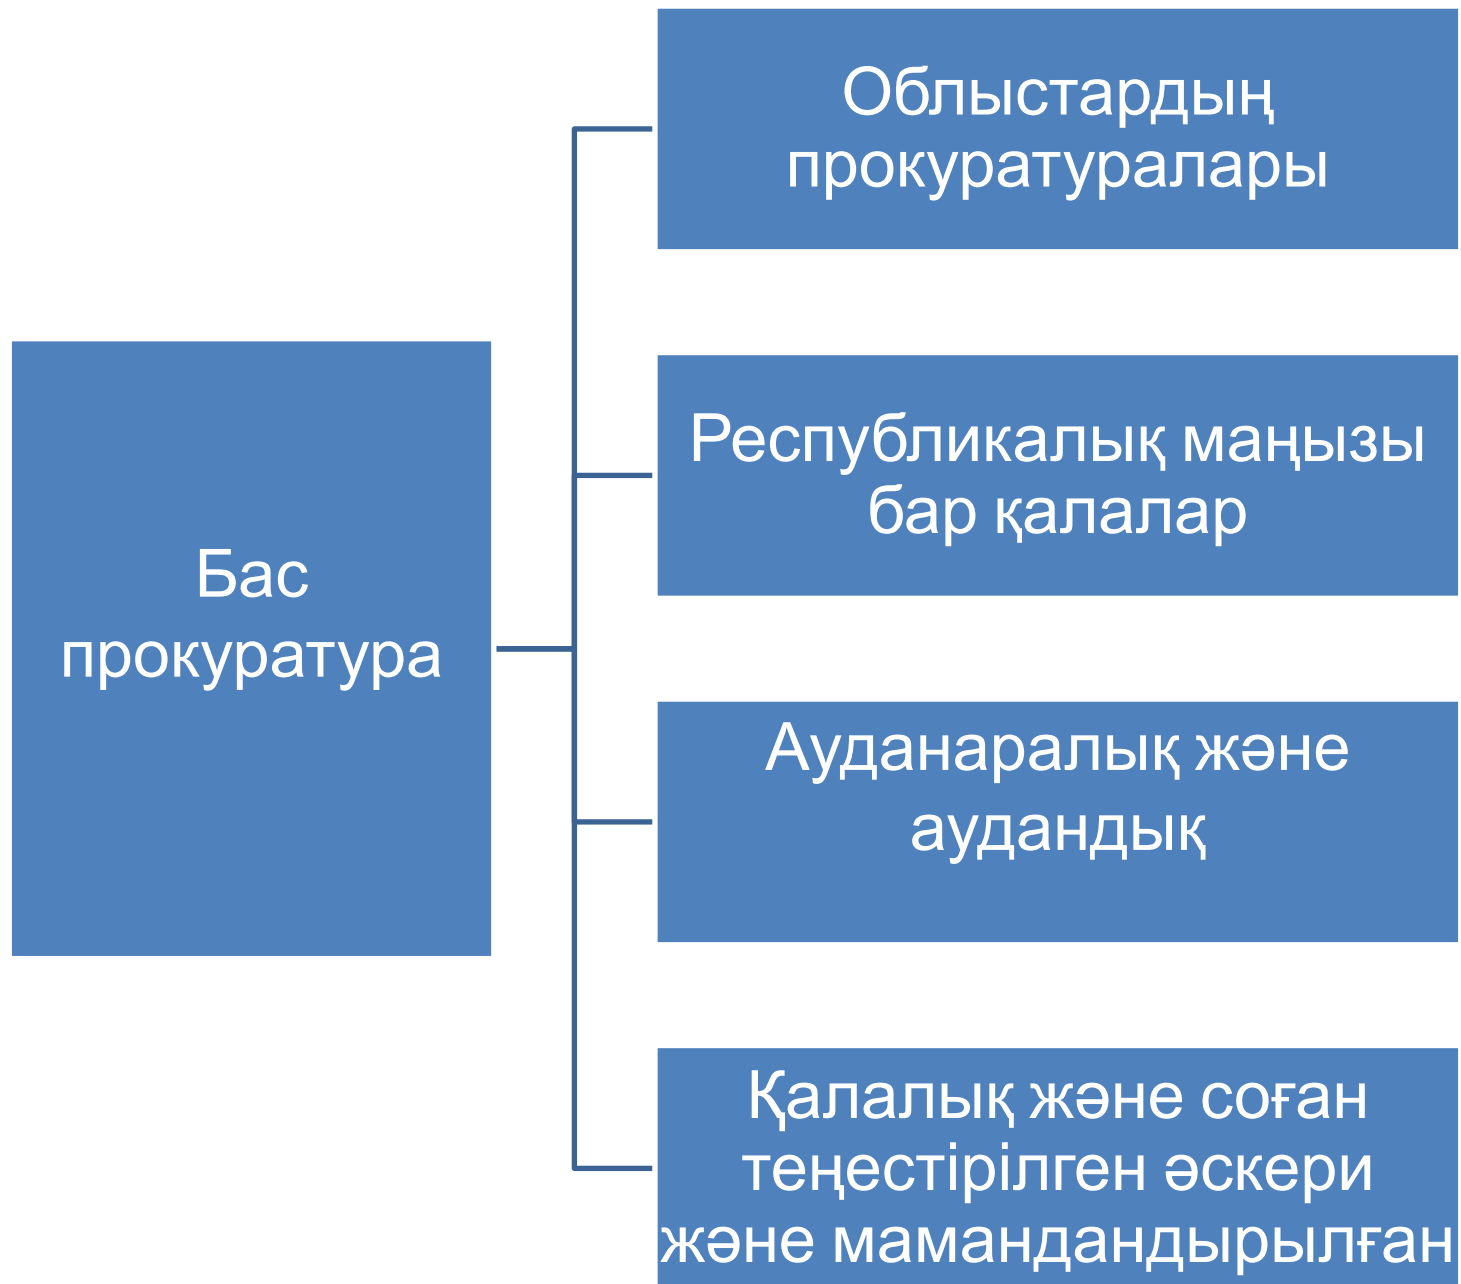 Бас
прокуратура
Облыстардың
прокуратуралары
Республикалық маңызы
бар қалалар
Ауданаралық және
аудандық
Қалалық және соған
теңестірілген әскери
және мамандандырылған